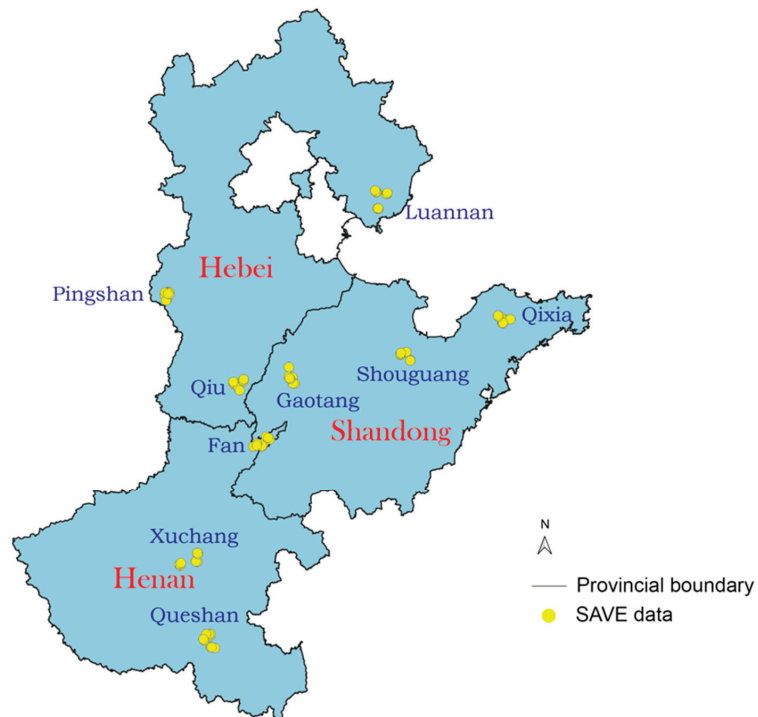 Luannan
Hebei
Pingshan
Qixia
Shouguang
Qiu
Gaotang
Shandong
Fan
Xuchang
Henan
Queshan
N
Provincial boundary
SAVE data